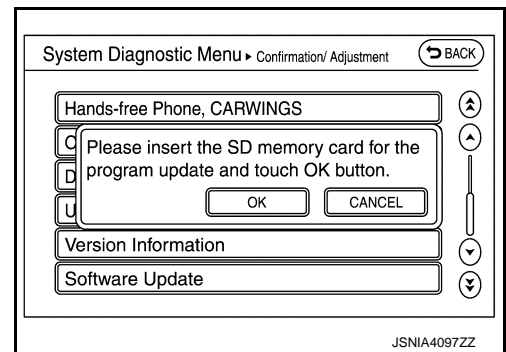 System Diagnostic Menu ▸ Confirmation/ Adjustment
BACK
Hands-free Phone, CARWINGS
C
Please insert the SD memory card for the
D
program update and touch OK button.
U
OK
CANCEL
Version Information
Software Update
JSNIA4097ZZ